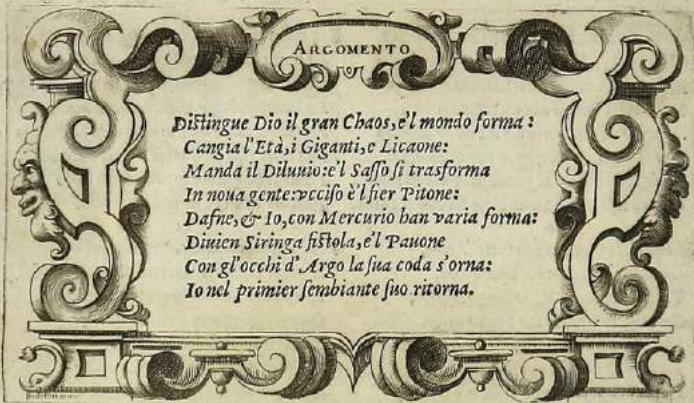 ARGOMENTO
Diſtingue Dio il gran Chaos, e'l mondo forma:
Cangia l'Età, i Giganti, e Licaone:
Manda il Diluuio: e'l Saſſo ſi trasforma
In noua gente: vcciſo è'l fier Pitone:
Dafne, & Io, con Mercurio han varia forma:
Diuien Siringa fiſtola, e'l Pauone
Con gl'occhi d'Argo la ſua coda s'orna:
Io nel primier ſembiante ſuo ritorna.